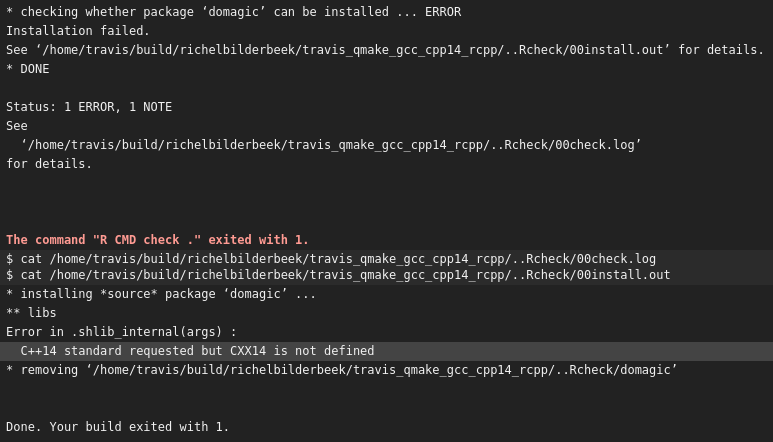 * checking whether package ‘domagic’ can be installed ... ERROR
Installation failed.
See ‘/home/travis/build/richelbilderbeek/travis_qmake_gcc_cpp14_rcpp/..Rcheck/00install.out’ for details.
* DONE
Status: 1 ERROR, 1 NOTE
See
‘/home/travis/build/richelbilderbeek/travis_qmake_gcc_cpp14_rcpp/..Rcheck/00check.log’
for details.
The command "R CMD check ." exited with 1.
$ cat /home/travis/build/richelbilderbeek/travis_qmake_gcc_cpp14_rcpp/..Rcheck/00check.log
$ cat /home/travis/build/richelbilderbeek/travis_qmake_gcc_cpp14_rcpp/..Rcheck/00install.out
* installing *source* package ‘domagic’ ...
** libs
Error in .shlib_internal(args) :
C++14 standard requested but CXX14 is not defined
* removing ‘/home/travis/build/richelbilderbeek/travis_qmake_gcc_cpp14_rcpp/..Rcheck/domagic’
Done. Your build exited with 1.